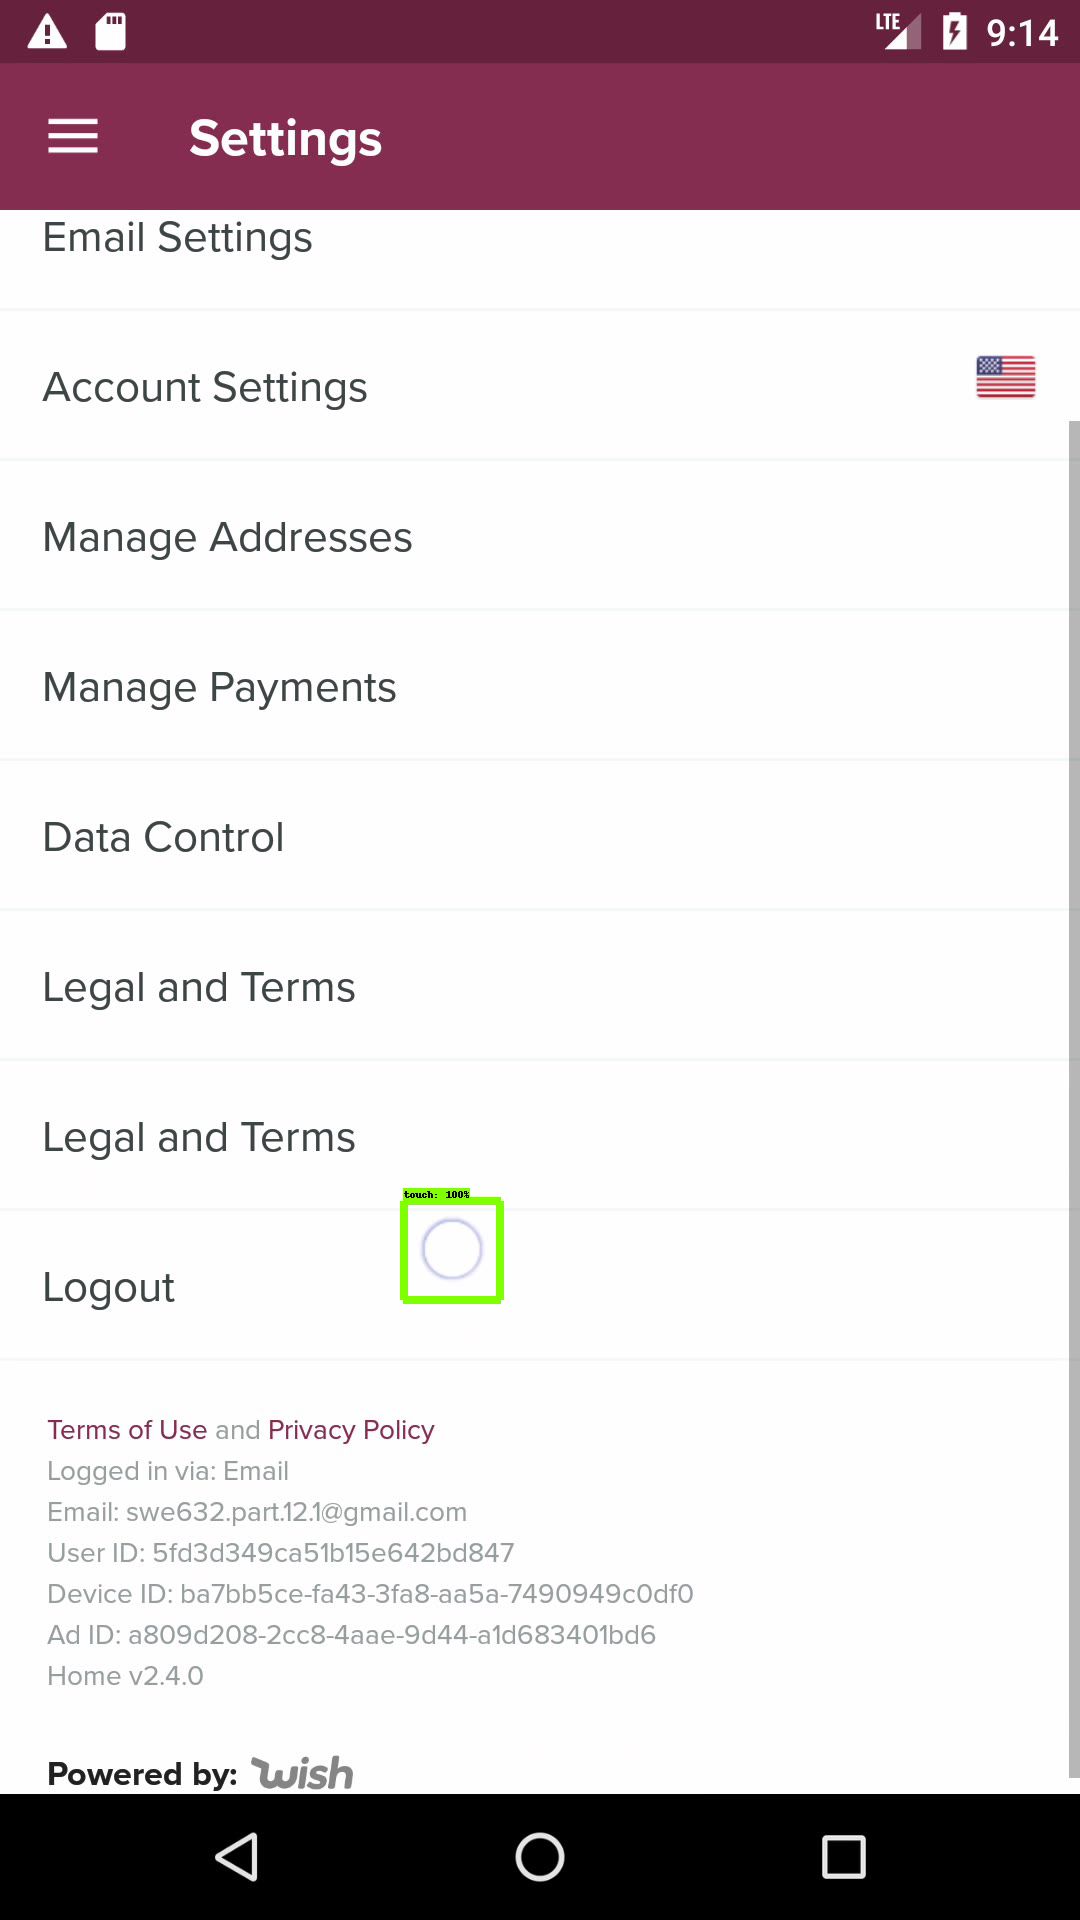 LTE 9:14
Settings
Email Settings
Account Settings
Manage Addresses
Manage Payments
Data Control
Legal and Terms
Legal and Terms
touch: 100%
Logout
Terms of Use and Privacy Policy
Logged in via: Email
Email: swe632.part.12.1@gmail.com
User ID: 5fd3d349ca51b15e642bd847
Device ID: ba7bb5ce-fa43-3fa8-aa5a-7490949c0df0
Ad ID: a809d208-2cc8-4aae-9d44-a1d683401bd6
Home v2.4.0
Powered by: wish